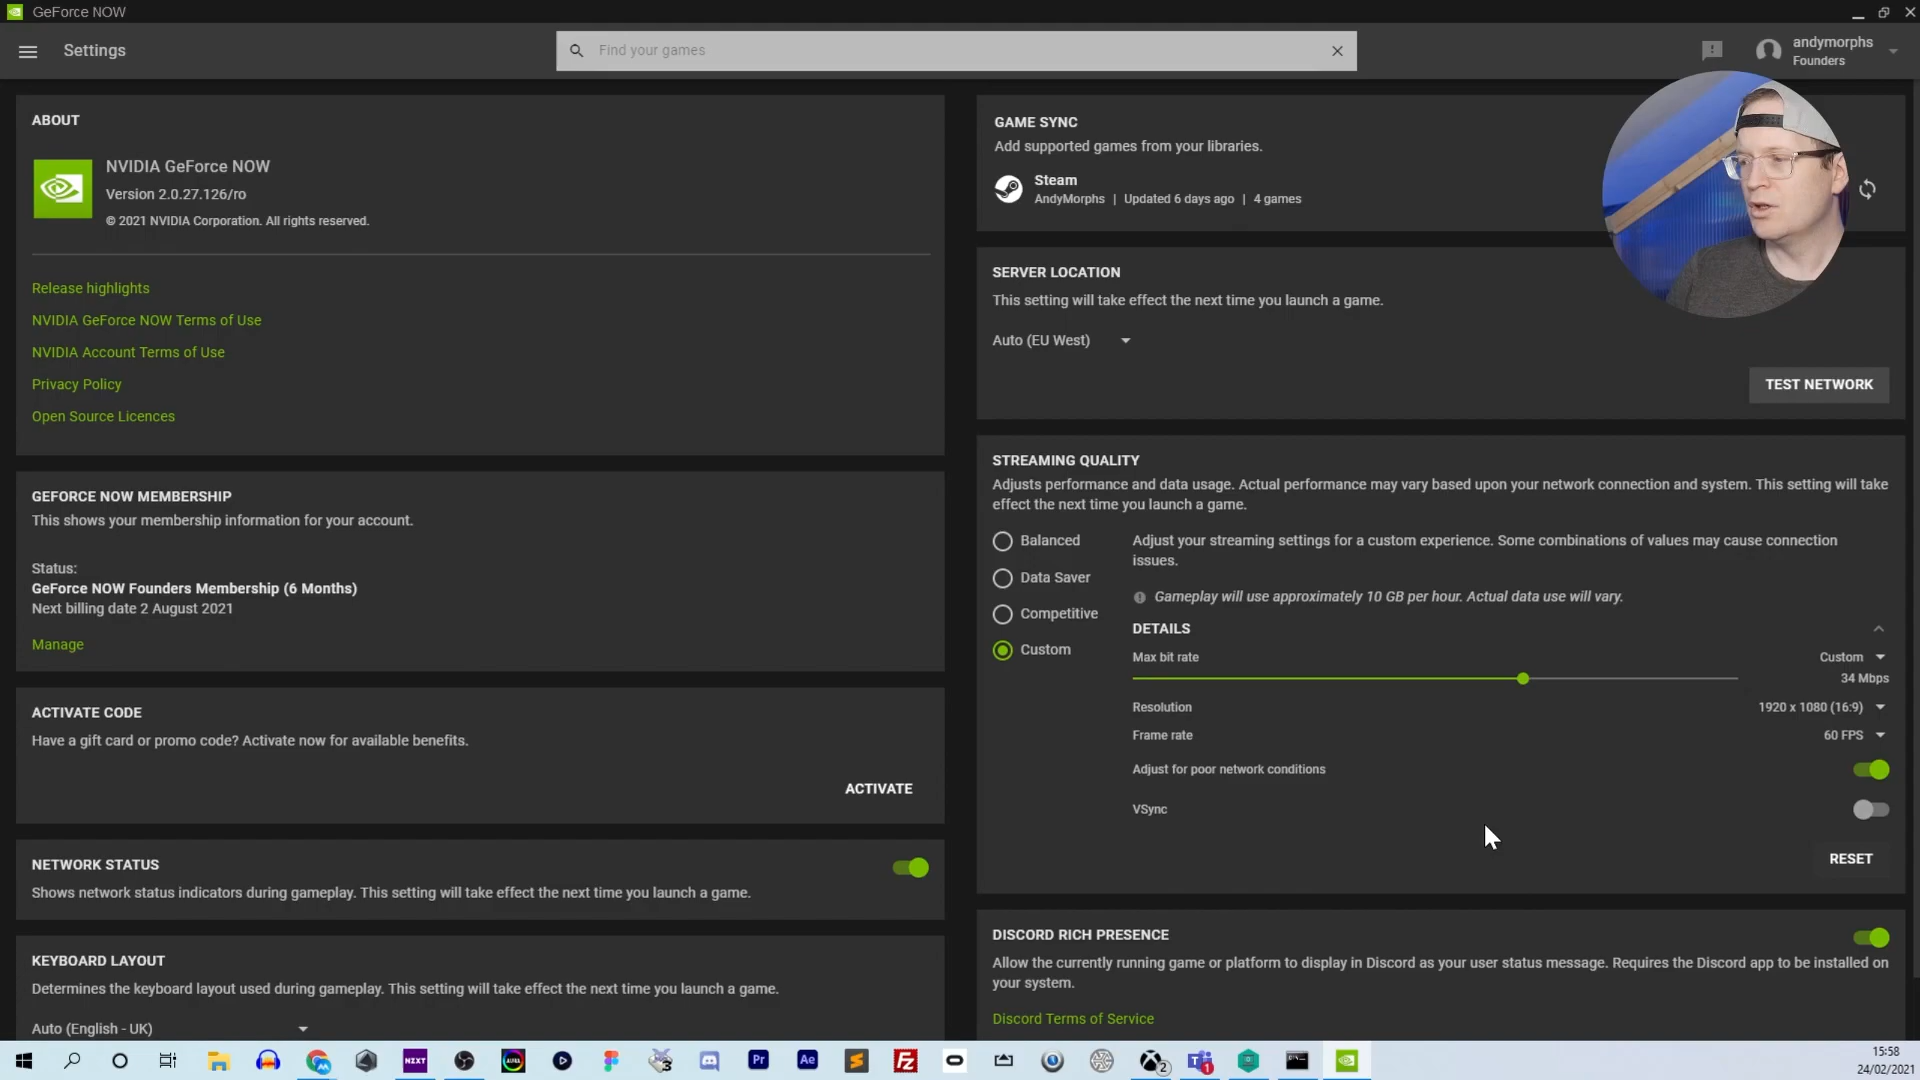 GeForce NOW
Settings
Find your games
andymorphs
Founders
ABOUT
NVIDIA GeForce NOW
Version 2.0.27.126/ro
© 2021 NVIDIA Corporation. All rights reserved.
Release highlights
NVIDIA GeForce NOW Terms of Use
NVIDIA Account Terms of Use
Privacy Policy
Open Source Licences
GEFORCE NOW MEMBERSHIP
This shows your membership information for your account.
Status:
GeForce NOW Founders Membership (6 Months)
Next billing date 2 August 2021
Manage
ACTIVATE CODE
Have a gift card or promo code? Activate now for available benefits.
ACTIVATE
NETWORK STATUS
Shows network status indicators during gameplay. This setting will take effect the next time you launch a game.
KEYBOARD LAYOUT
Determines the keyboard layout used during gameplay. This setting will take effect the next time you launch a game.
Auto (English - UK)
GAME SYNC
Add supported games from your libraries.
Steam
AndyMorphs | Updated 6 days ago | 4 games
SERVER LOCATION
This setting will take effect the next time you launch a game.
Auto (EU West)
TEST NETWORK
STREAMING QUALITY
Adjusts performance and data usage. Actual performance may vary based upon your network connection and system. This setting will take
effect the next time you launch a game.
Balanced
Data Saver
Competitive
Custom
Adjust your streaming settings for a custom experience. Some combinations of values may cause connection
issues.
Gameplay will use approximately 10 GB per hour. Actual data use will vary.
DETAILS
Max bit rate Custom
34 Mbps
Resolution 1920 x 1080 (16:9)
Frame rate 60 FPS
Adjust for poor network conditions
VSync
RESET
DISCORD RICH PRESENCE
Allow the currently running game or platform to display in Discord as your user status message. Requires the Discord app to be installed on
your system.
Discord Terms of Service
NZXT
Pr
Ae
Fz
2
1
15:58
24/02/2021